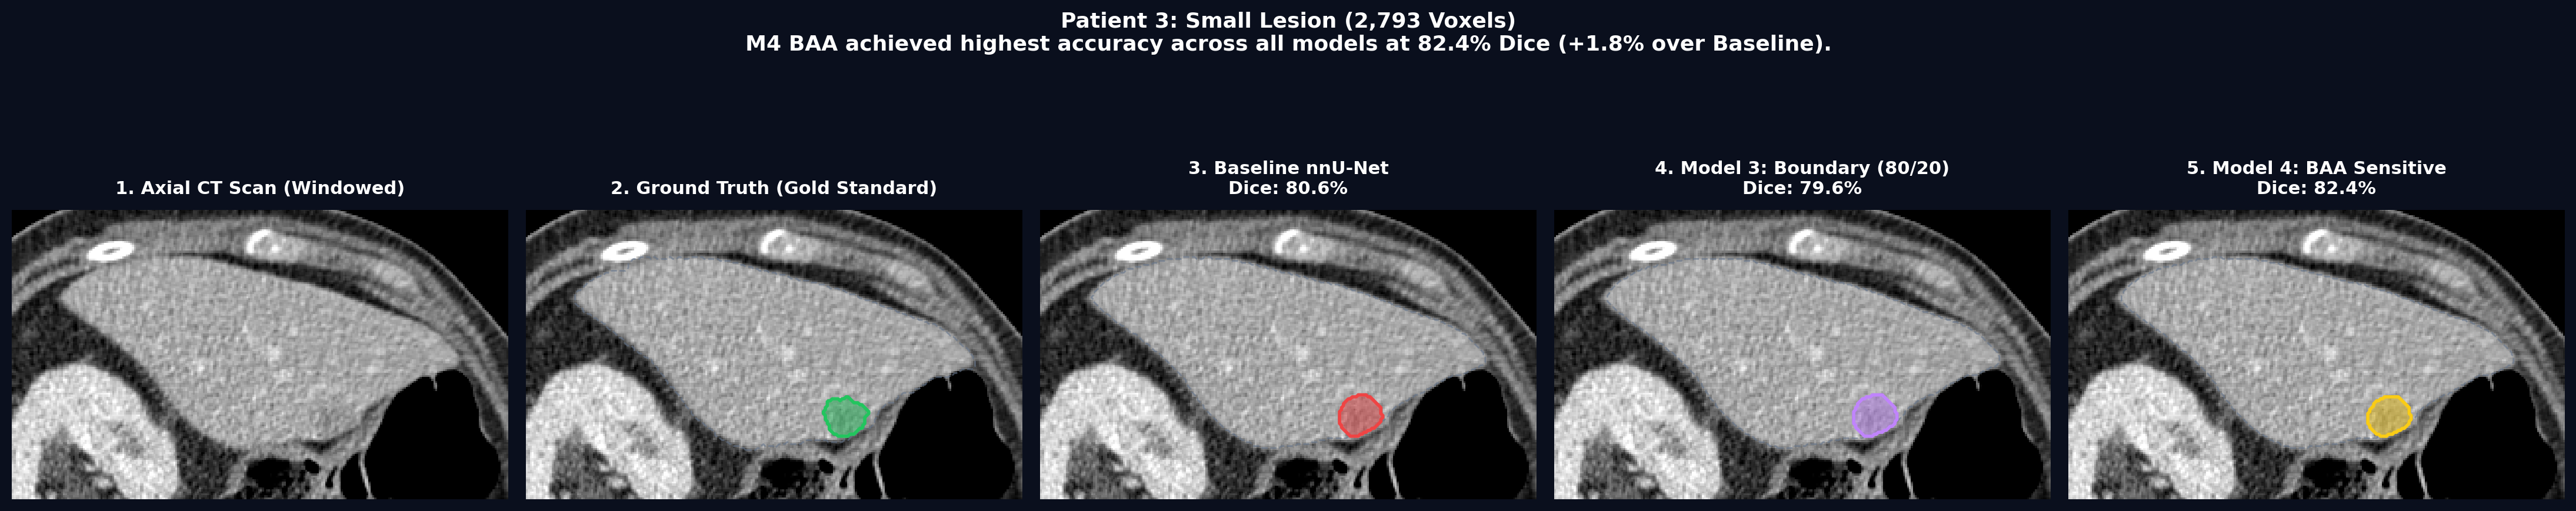 Patient 3: Small Lesion (2,793 Voxels)
M4 BAA achieved highest accuracy across all models at 82.4% Dice (+1.8% over Baseline).
1. Axial CT Scan (Windowed)
2. Ground Truth (Gold Standard)
3. Baseline nnU-Net
Dice: 80.6%
4. Model 3: Boundary (80/20)
Dice: 79.6%
5. Model 4: BAA Sensitive
Dice: 82.4%